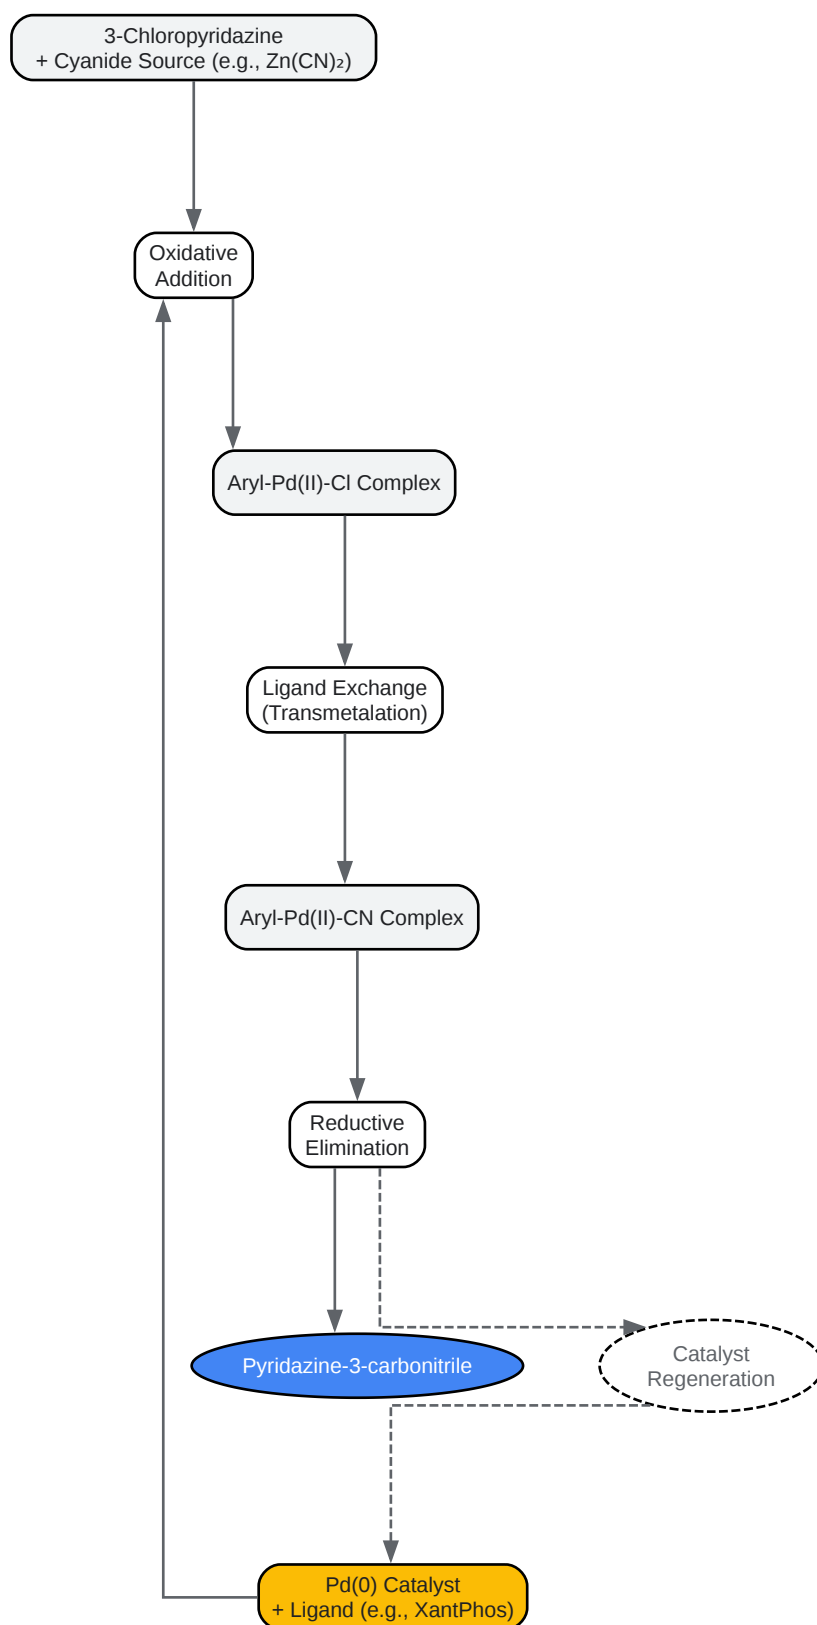 3-Chloropyridazine
+ Cyanide Source (e.g., Zn(CN)₂)
Oxidative
Addition
Aryl-Pd(II)-Cl Complex
Ligand Exchange
(Transmetalation)
Aryl-Pd(II)-CN Complex
Reductive
Elimination
Pyridazine-3-carbonitrile
Catalyst
Regeneration
Pd(0) Catalyst
+ Ligand (e.g., XantPhos)